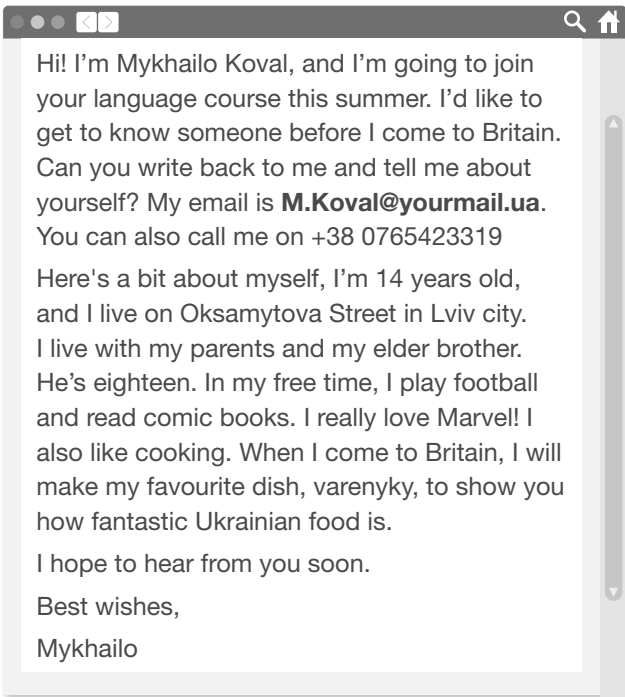 Hi! I'm Mykhailo Koval, and I'm going to join
your language course this summer. I'd like to
get to know someone before I come to Britain.
Can you write back to me and tell me about
yourself? My email is M.Koval@yourmail.ua.
You can also call me on +38 0765423319
Here's a bit about myself, I'm 14 years old,
and I live on Oksamytova Street in Lviv city.
I live with my parents and my elder brother.
He's eighteen. In my free time, I play football
and read comic books. I really love Marvel! I
also like cooking. When I come to Britain, I will
make my favourite dish, varenyky, to show you
how fantastic Ukrainian food is.
I hope to hear from you soon.
Best wishes,
Mykhailo